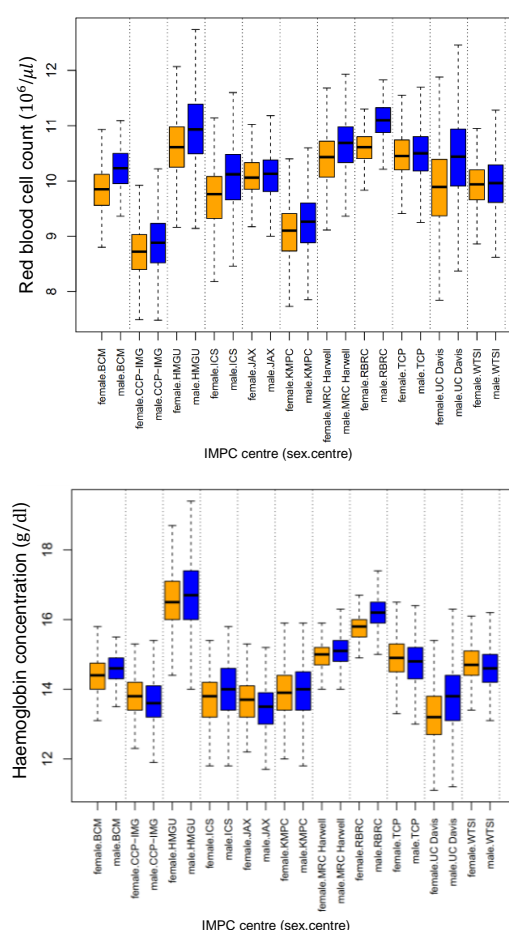 Red blood cell count (10⁶/μl)
12
11
10
9
8
female.BCM
male.BCM
female.CCP-IMG
male.CCP-IMG
female.HMGU
male.HMGU
female.ICS
male.ICS
female.JAX
male.JAX
female.KMPC
male.KMPC
female.MRC Harwell
male.MRC Harwell
female.RBRC
male.RBRC
female.TCP
male.TCP
female.UC Davis
male.UC Davis
female.WTSI
male.WTSI
IMPC centre (sex.centre)
Haemoglobin concentration (g/dl)
18
16
14
12
female.BCM
male.BCM
female.CCP-IMG
male.CCP-IMG
female.HMGU
male.HMGU
female.ICS
male.ICS
female.JAX
male.JAX
female.KMPC
male.KMPC
female.MRC Harwell
male.MRC Harwell
female.RBRC
male.RBRC
female.TCP
male.TCP
female.UC Davis
male.UC Davis
female.WTSI
male.WTSI
IMPC centre (sex.centre)